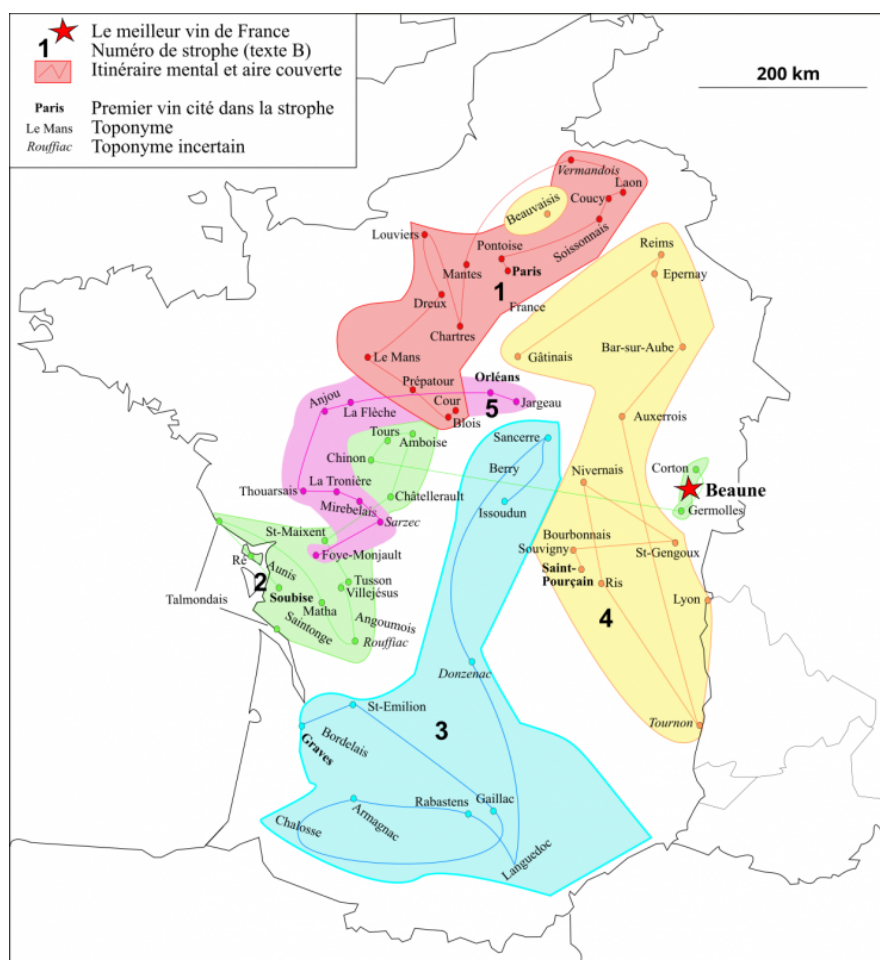 Le meilleur vin de France
1 Numéro de strophe (texte B)
Itinéraire mental et aire couverte
Paris Premier vin cité dans la strophe
Le Mans Toponyme
Rouffiac Toponyme incertain
200 km
Vermandois
Laon
Coucy
Beauvaisis
Louviers
Soissonnais
Pontoise
Reims
Mantes
Paris
Epernay
1
Dreux
France
Chartres
Bar-sur-Aube
Le Mans
Gâtinais
Prépatour
Orléans
Anjou
La Flèche
Cour
5
Jargeau
Blois
Auxerrois
Tours
Amboise
Sancerre
Chinon
Berry
Nivernais
Corton
La Tronière
Beaune
Thouarsais
Châtellerault
Mirebelais
Issoudun
Germolles
Sarzec
St-Maixent
Bourbonnais
Foye-Monjault
Souvigny
St-Gengoux
Ré
Aunis
2
Tusson
Saint-
Pourçain
Ris
Villejésus
Soubise
Talmondais
Matha
Lyon
4
Saintonge
Angoumois
Rouffiac
Donzenac
St-Emilion
3
Tournon
Graves
Bordelais
Rabastens
Gaillac
Chalosse
Armagnac
Languedoc